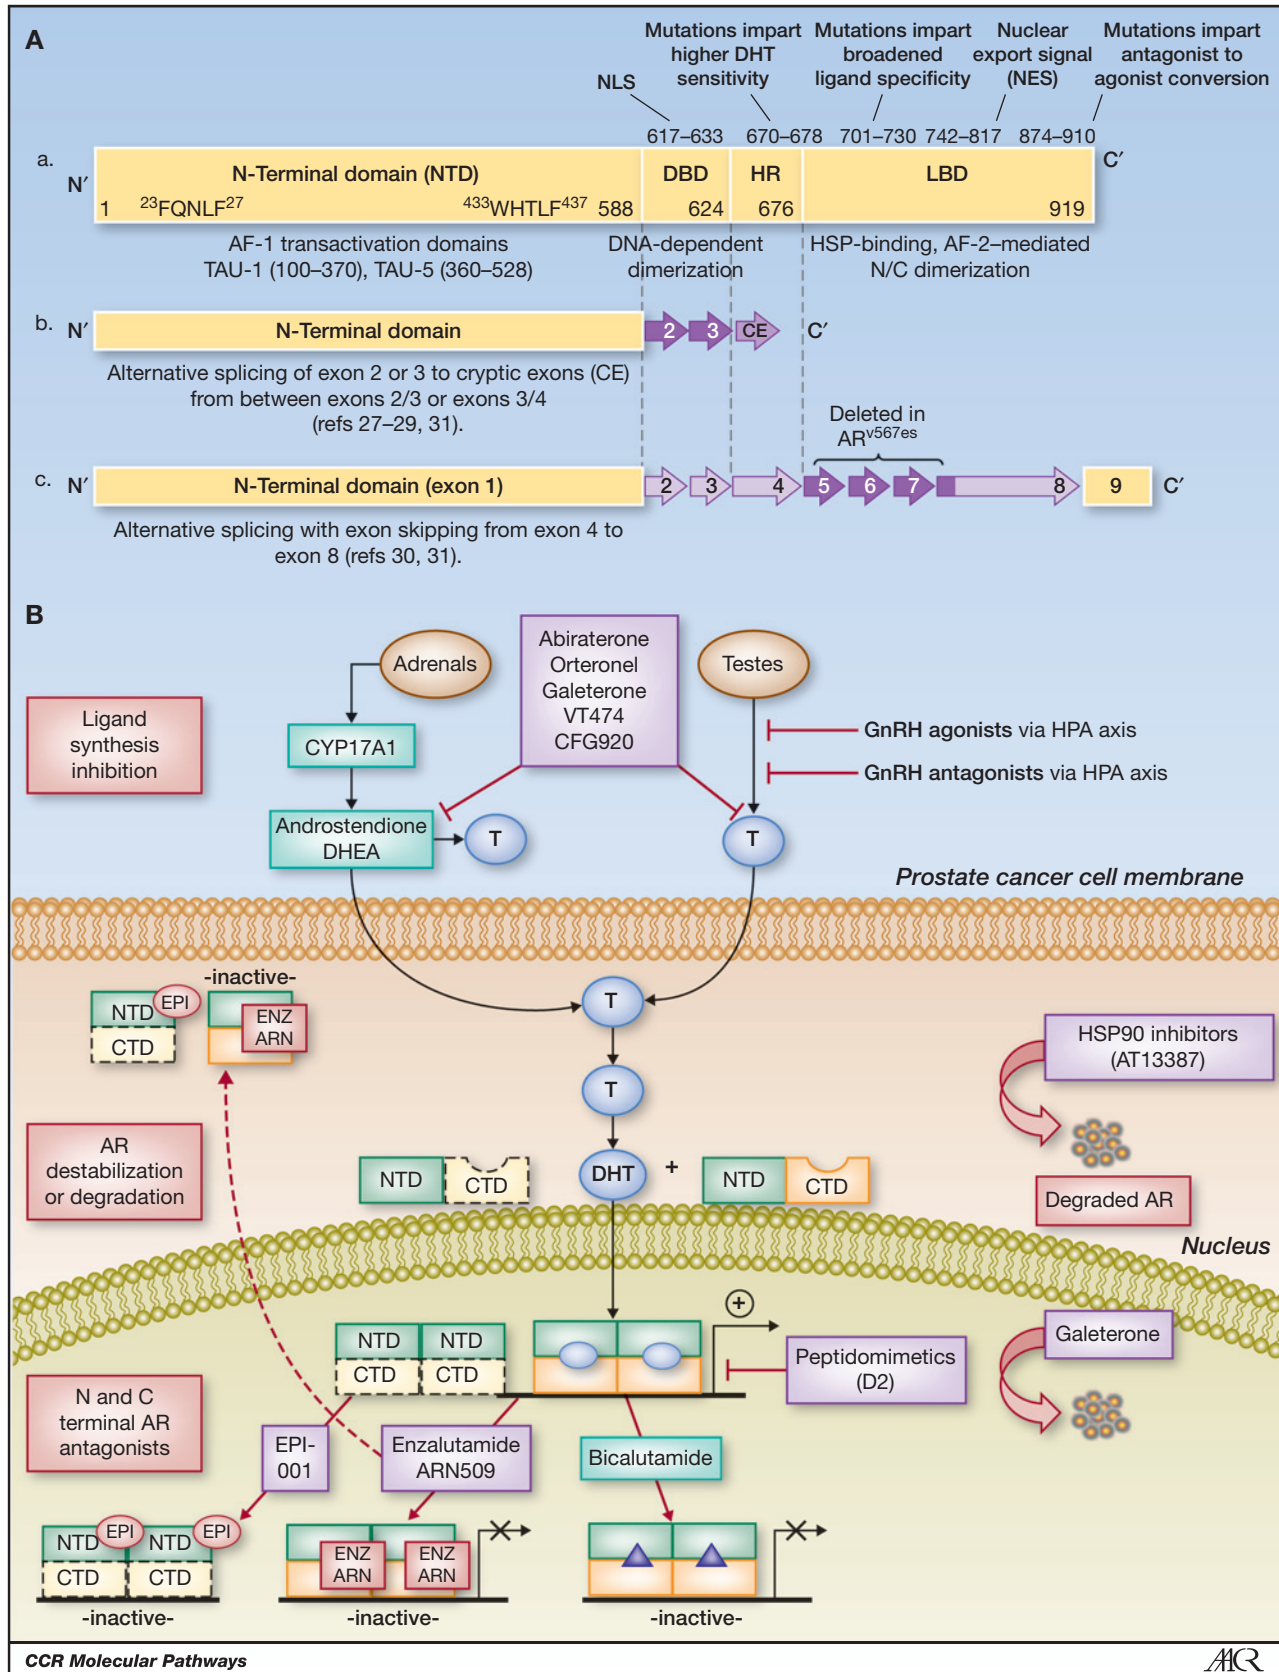 A
Mutations impart
higher DHT
sensitivity
Mutations impart
broadened
ligand specificity
Nuclear
export signal
(NES)
Mutations impart
antagonist to
agonist conversion
NLS
617–633 670–678 701–730 742–817 874–910
a.
N′
C′
N-Terminal domain (NTD) DBD HR LBD
1 23FQNLF27 433WHTLF437 588 624 676 919
AF-1 transactivation domains
TAU-1 (100–370), TAU-5 (360–528)
DNA-dependent
dimerization
HSP-binding, AF-2–mediated
N/C dimerization
b. N′ N-Terminal domain 2 3 CE C′
Alternative splicing of exon 2 or 3 to cryptic exons (CE)
from between exons 2/3 or exons 3/4
(refs 27–29, 31).
Deleted in
ARv567es
c. N′ N-Terminal domain (exon 1) 2 3 4 5 6 7 8 9 C′
Alternative splicing with exon skipping from exon 4 to
exon 8 (refs 30, 31).
B
Ligand
synthesis
inhibition
Adrenals
Abiraterone
Orteronel
Galeterone
VT474
CFG920
Testes
CYP17A1
GnRH agonists via HPA axis
GnRH antagonists via HPA axis
Androstendione
DHEA
T
T
Prostate cancer cell membrane
-inactive-
NTD
EPI
CTD
ENZ
ARN
T
T
DHT
+
HSP90 inhibitors
(AT13387)
Degraded AR
AR
destabilization
or degradation
NTD CTD
NTD CTD
Nucleus
+
NTD NTD
CTD CTD
Peptidomimetics
(D2)
Galeterone
N and C
terminal AR
antagonists
EPI-
001
Enzalutamide
ARN509
Bicalutamide
NTD EPI NTD EPI
CTD CTD
-inactive-
ENZ
ARN
ENZ
ARN
-inactive-
-inactive-
CCR Molecular Pathways
AACR